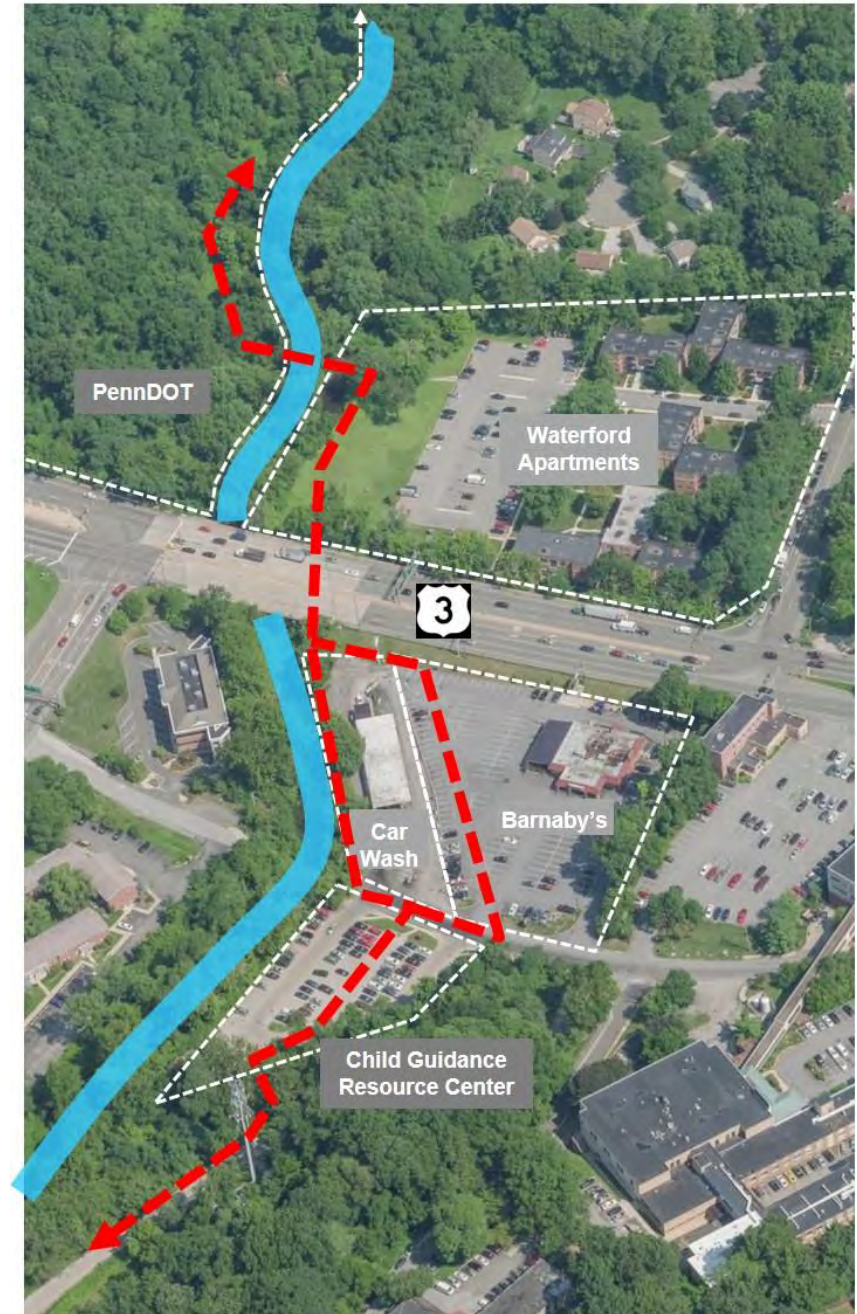 PennDOT
Waterford
Apartments
3
Car
Wash
Barnaby's
Child Guidance
Resource Center